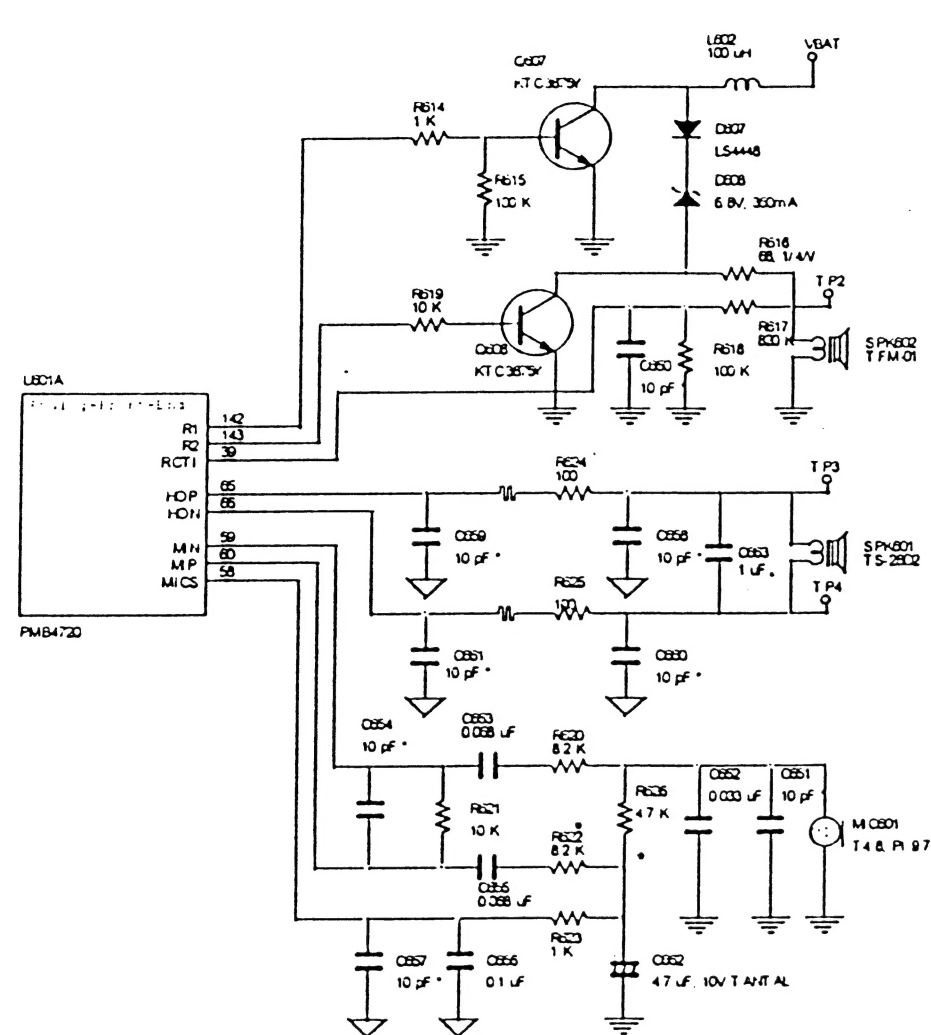 L602
100 uH
VBAT
Q607
KTC3875Y
R614
1 K
D607
LS4448
R615
100 K
D608
6.8V, 350mA
R616
68, 1/4W
TP2
R619
10 K
Q608
KTC3875Y
C650
10 pF
R618
100 K
R617
SPK602
TFM-01
U601A
R1
142
R2
143
RCTI
39
HOP
65
HON
66
MIN
59
MIP
60
MICS
58
PMB4720
R624
100
TP3
C659
10 pF *
C658
10 pF *
C663
1 uF *
SPK601
TS-2802
R625
100
TP4
C661
10 pF *
C660
10 pF *
C654
10 pF *
C653
0.068 uF
R620
8.2 K
R621
10 K
R622 *
8.2 K
R635
4.7 K
*
C652
0.033 uF
C651
10 pF
MIC601
C655
0.068 uF
R623
1 K
C657
10 pF *
C656
0.1 uF
C662
4.7 uF, 10V TANTAL